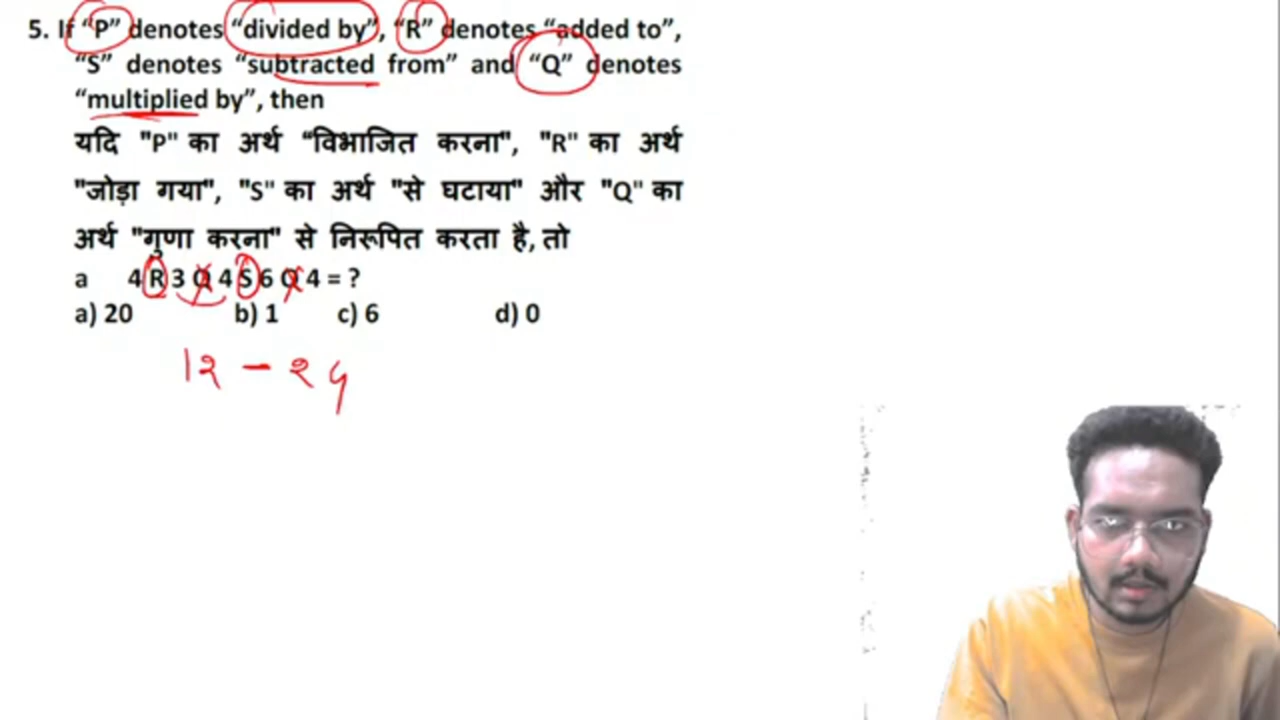 5. If “P” denotes “divided by”, “R” denotes “added to”,
“S” denotes “subtracted from” and “Q” denotes
“multiplied by”, then
यदि "P" का अर्थ “विभाजित करना", "R" का अर्थ
"जोड़ा गया", "S" का अर्थ "से घटाया" और "Q" का
अर्थ "गुणा करना" से निरूपित करता है, तो
a 4 R 3 Q 4 S 6 Q 4 = ?
a) 20 b) 1 c) 6 d) 0
12 - 24